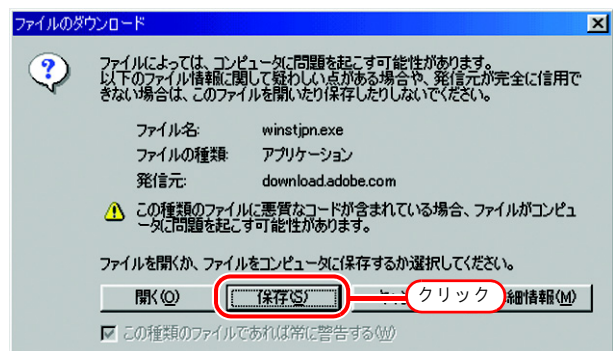 ファイルのダウンロード
ファイルによっては、コンピュータに問題を起こす可能性があります。
以下のファイル情報に関して疑わしい点がある場合や、発信元が完全に信用で
きない場合は、このファイルを開いたり保存したりしないでください。
ファイル名: winstjpn.exe
ファイルの種類: アプリケーション
発信元: download.adobe.com
この種類のファイルに悪質なコードが含まれている場合、ファイルがコンピュ
ータに問題を起こす可能性があります。
ファイルを開くか、ファイルをコンピュータに保存するか選択してください。
開く(O) 保存(S) クリック 細情報(M)
この種類のファイルであれば常に警告する(W)